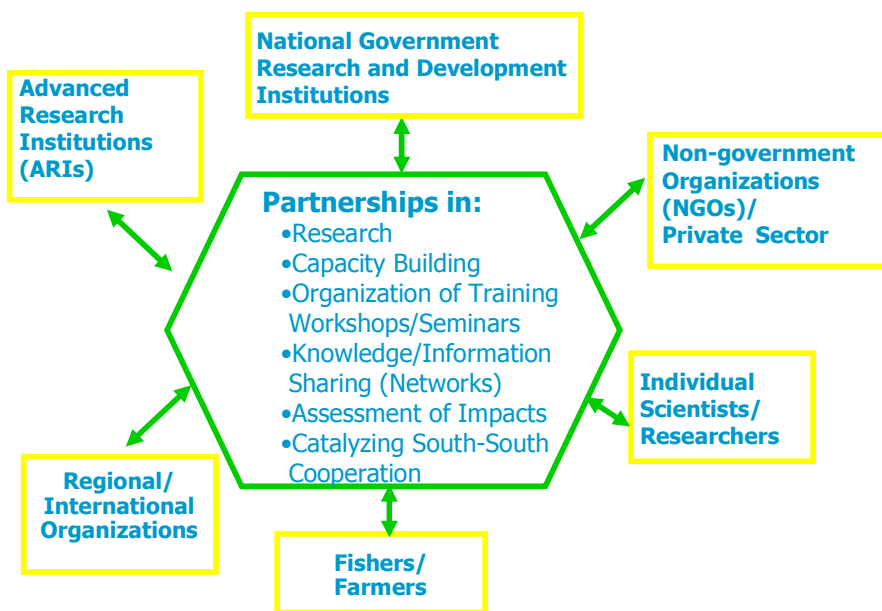 National Government
Research and Development
Institutions
Advanced
Research
Institutions
(ARIs)
Non-government
Organizations
(NGOs)/
Private Sector
Partnerships in:
•Research
•Capacity Building
•Organization of Training
Workshops/Seminars
•Knowledge/Information
Sharing (Networks)
•Assessment of Impacts
•Catalyzing South-South
Cooperation
Individual
Scientists/
Researchers
Regional/
International
Organizations
Fishers/
Farmers